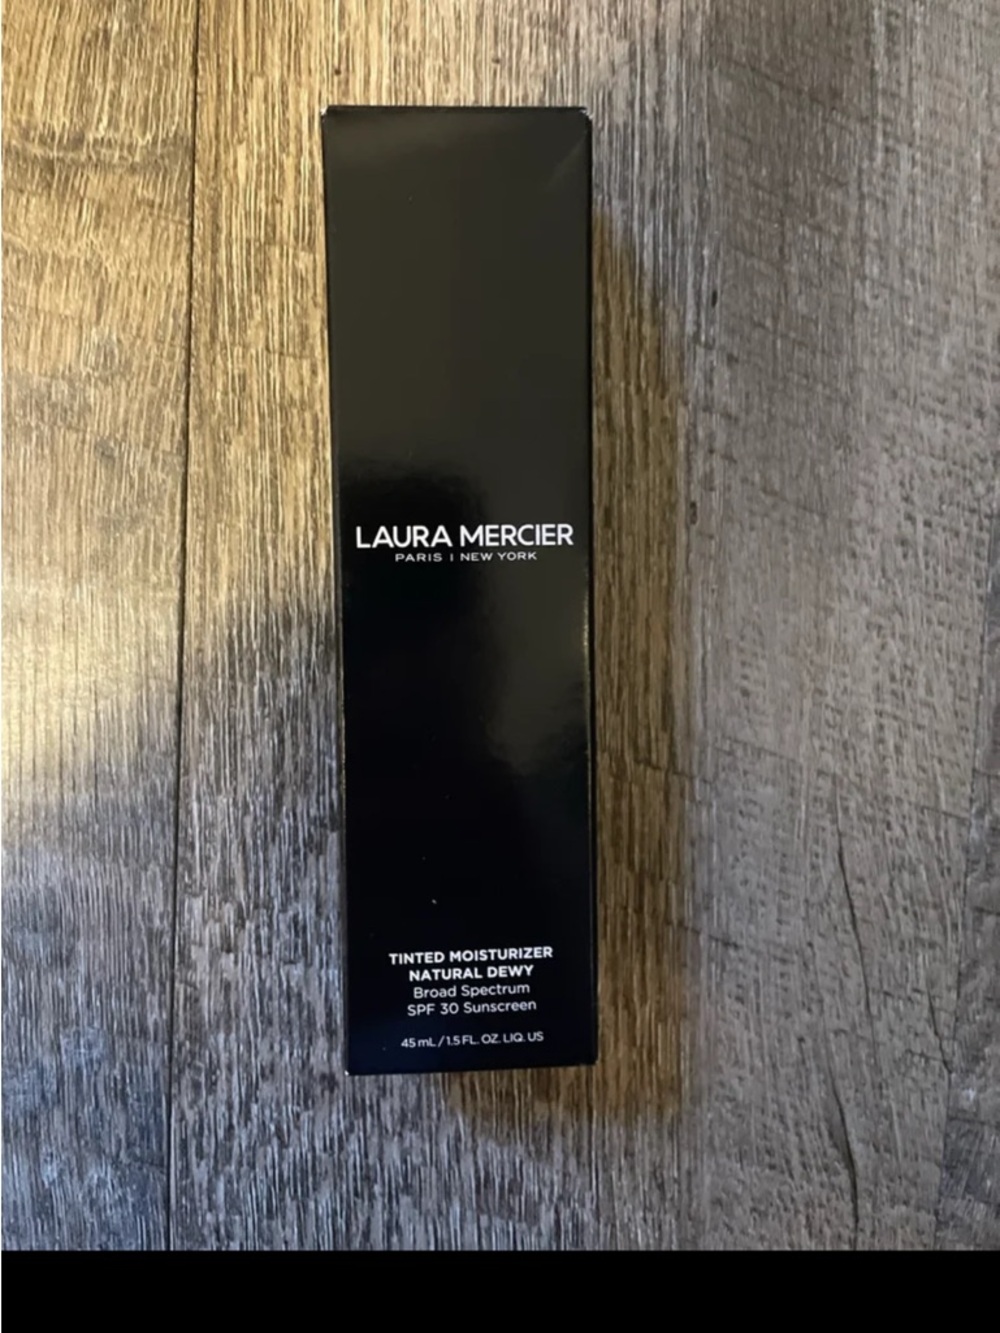 LAURA MERCIER
PARIS | NEW YORK
TINTED MOISTURIZER
NATURAL DEWY
Broad Spectrum
SPF 30 Sunscreen
45 mL / 1.5 FL. OZ. LIQ. US